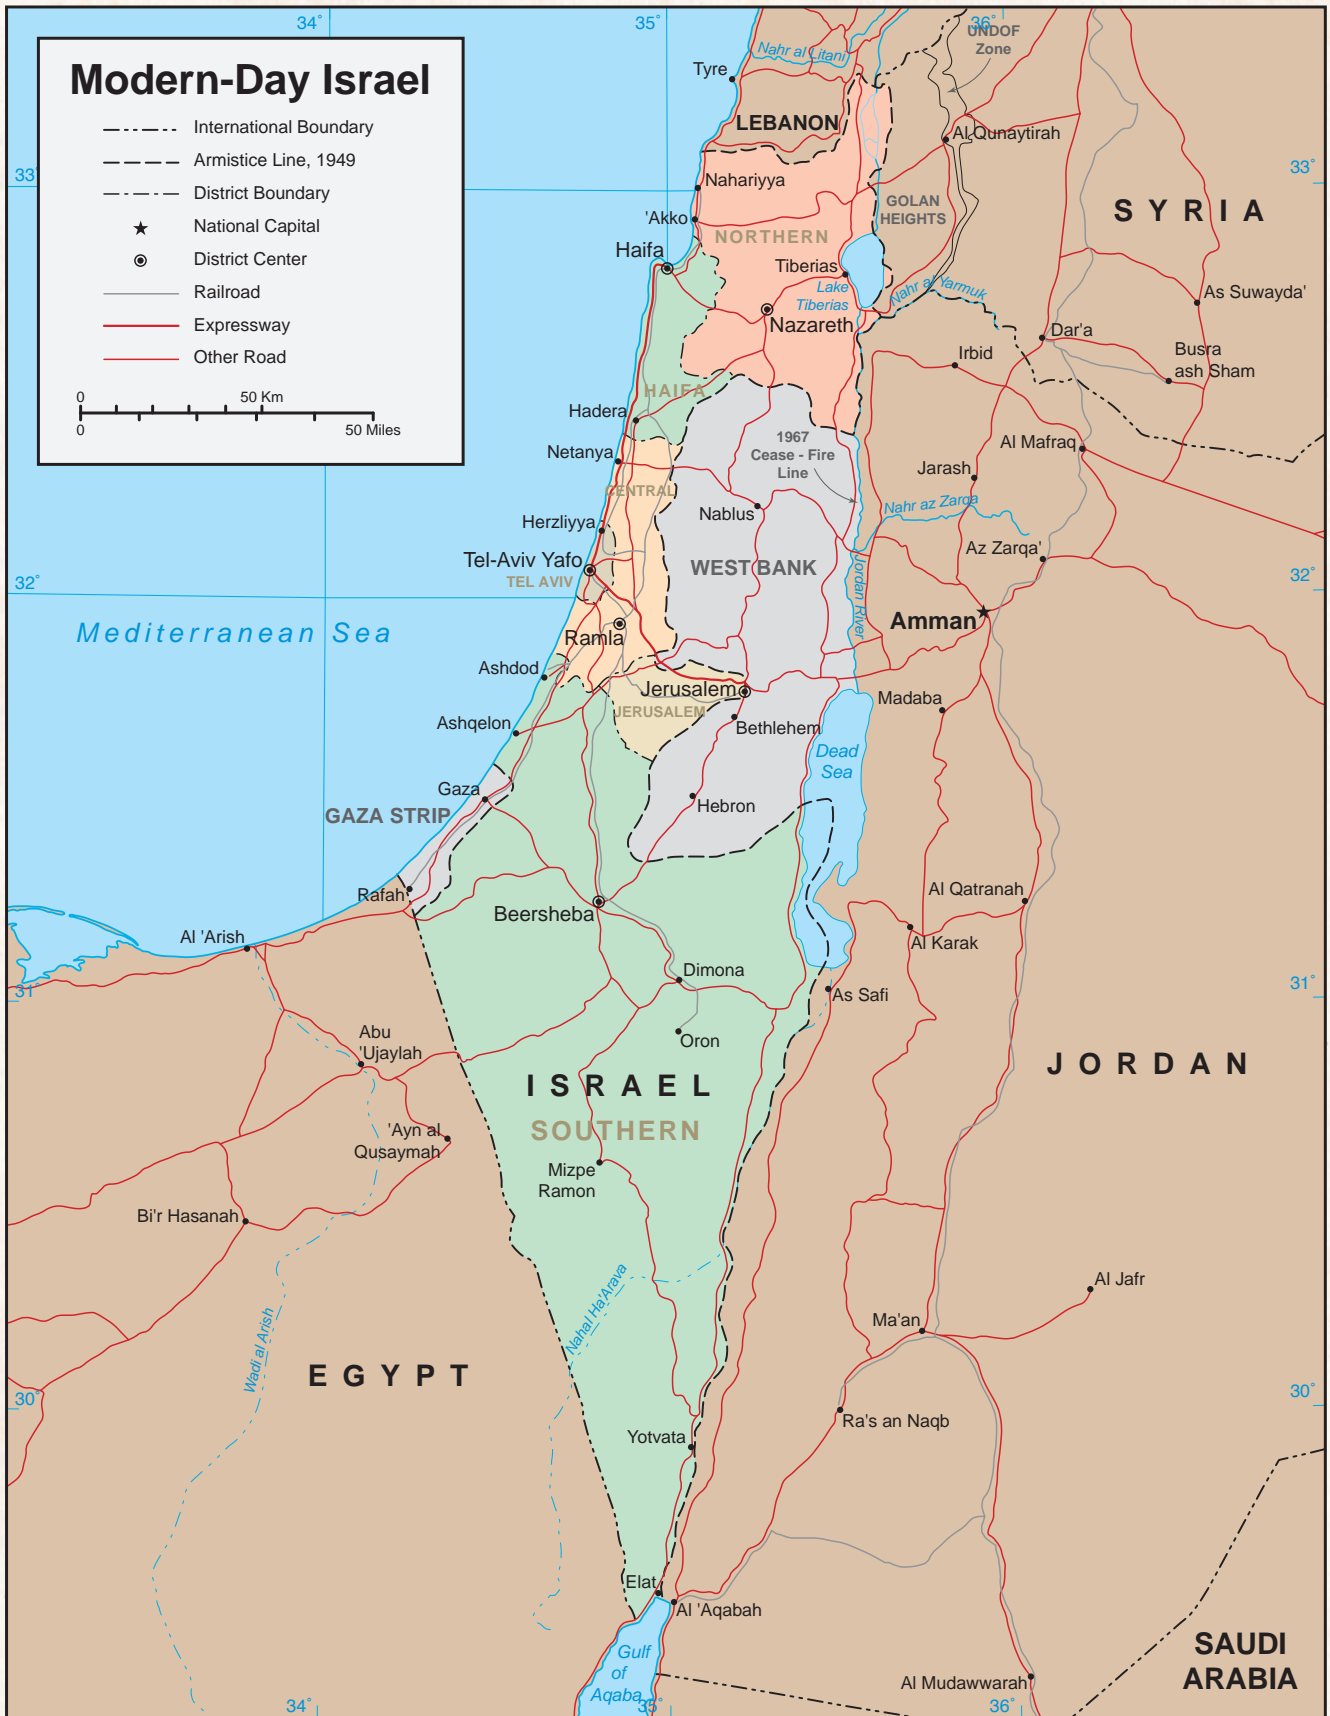 34°
35°
36°
Modern-Day Israel
International Boundary
Armistice Line, 1949
District Boundary
National Capital
District Center
Railroad
Expressway
Other Road
0
50 Km
0
50 Miles
UNDOF
Zone
Nahr al Litani
Tyre
LEBANON
Al Qunaytirah
33°
33°
Nahariyya
'Akko
GOLAN
HEIGHTS
SYRIA
NORTHERN
Haifa
Tiberias
Lake
Tiberias
Nahr al Yarmuk
As Suwayda'
Nazareth
Dar'a
Irbid
Busra
ash Sham
HAIFA
Hadera
1967
Cease - Fire
Line
Al Mafraq
Netanya
Jarash
CENTRAL
Nablus
Nahr az Zarqa
Herzliyya
Az Zarqa'
Tel-Aviv Yafo
TEL AVIV
WEST BANK
32°
32°
Jordan River
Amman
Mediterranean Sea
Ramla
Ashdod
Jerusalem
JERUSALEM
Madaba
Ashqelon
Bethlehem
Dead
Sea
Gaza
Hebron
GAZA STRIP
Rafah
Al Qatranah
Beersheba
Al 'Arish
Al Karak
Dimona
31°
31°
As Safi
Abu
'Ujaylah
Oron
JORDAN
ISRAEL
SOUTHERN
'Ayn al
Qusaymah
Mizpe
Ramon
Bi'r Hasanah
Al Jafr
Nahal Ha'Arava
Ma'an
Wadi al Arish
EGYPT
30°
30°
Ra's an Naqb
Yotvata
Elat
Al 'Aqabah
Gulf
of
Aqaba
SAUDI
ARABIA
Al Mudawwarah
34°
35°
36°